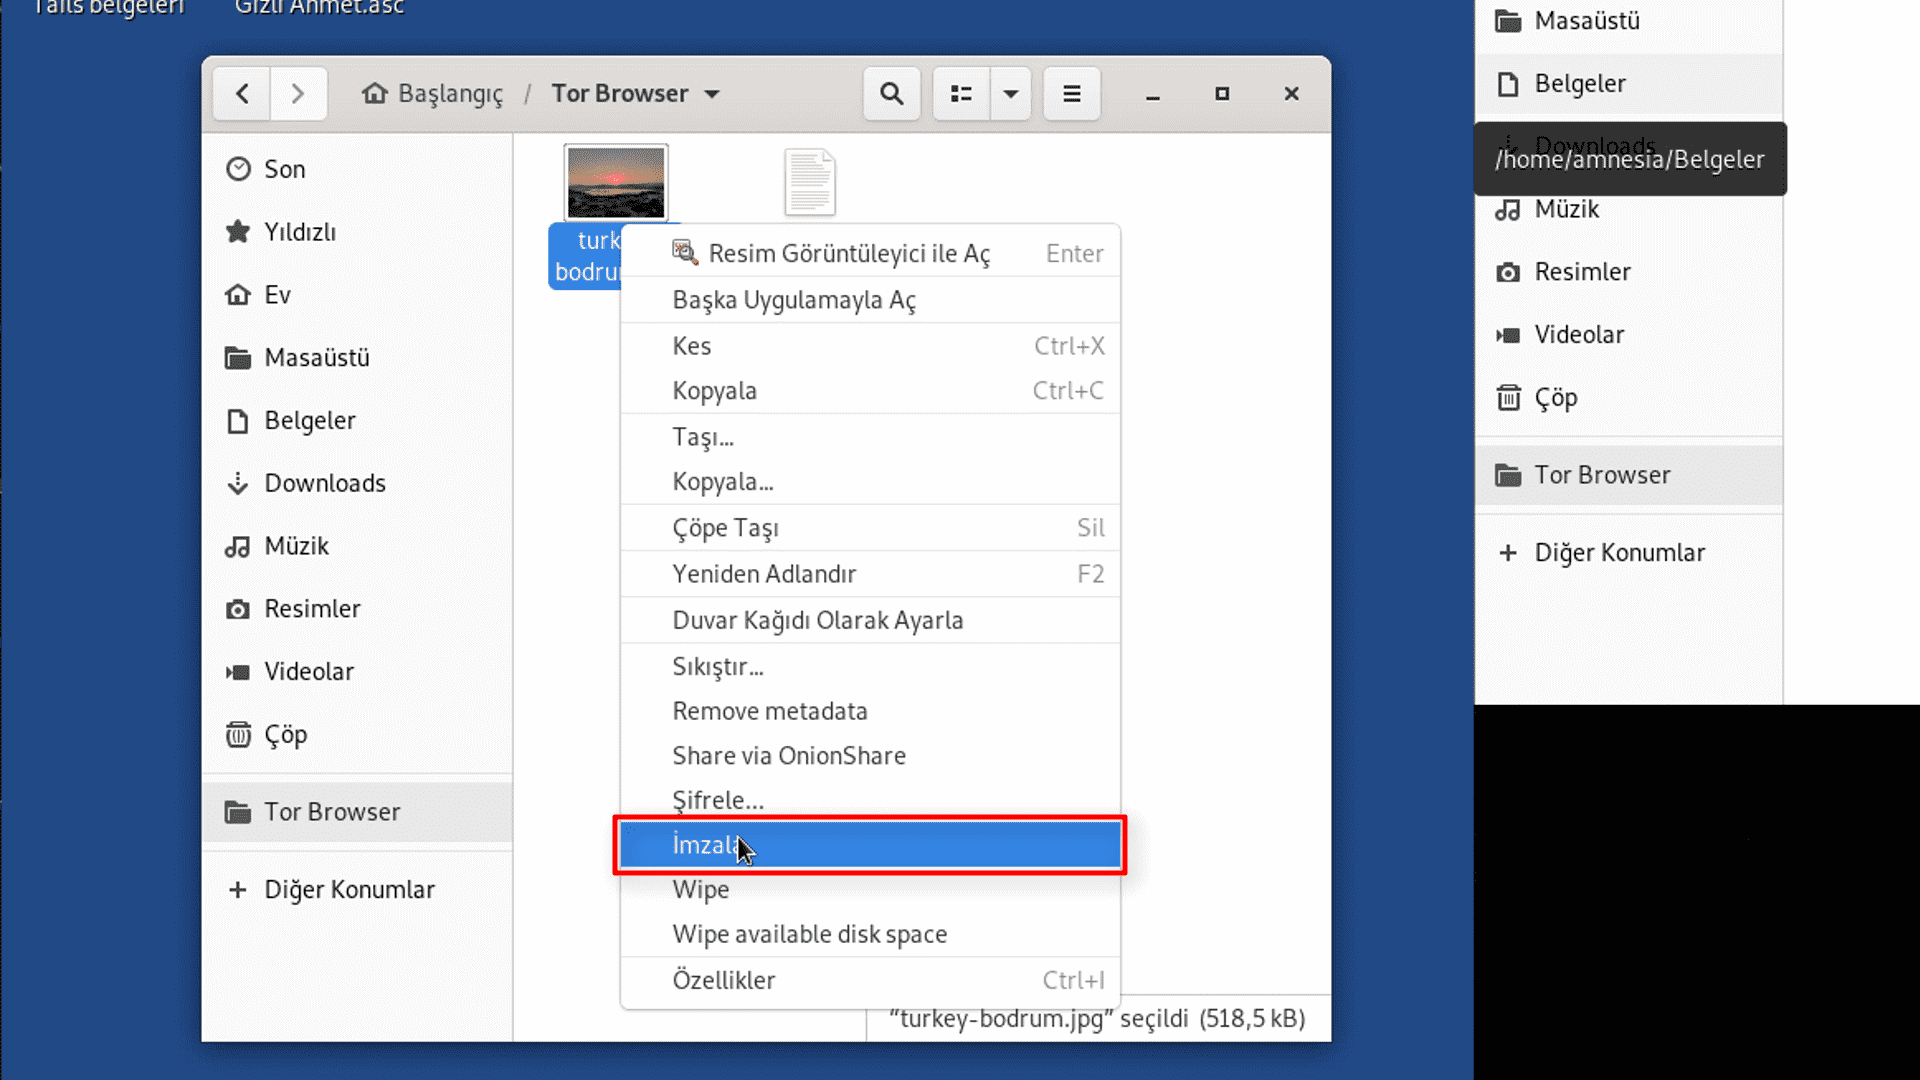 Tails belgeleri
Gizli Ahmet.asc
Başlangıç / Tor Browser
Son
Yıldızlı
Ev
Masaüstü
Belgeler
Downloads
Müzik
Resimler
Videolar
Çöp
Tor Browser
Diğer Konumlar
turk
bodru
Resim Görüntüleyici ile Aç Enter
Başka Uygulamayla Aç
Kes Ctrl+X
Kopyala Ctrl+C
Taşı...
Kopyala...
Çöpe Taşı Sil
Yeniden Adlandır F2
Duvar Kağıdı Olarak Ayarla
Sıkıştır...
Remove metadata
Share via OnionShare
Şifrele...
İmzala
Wipe
Wipe available disk space
Özellikler Ctrl+I
“turkey-bodrum.jpg” seçildi (518,5 kB)
Masaüstü
Belgeler
Downloads
/home/amnesia/Belgeler
Müzik
Resimler
Videolar
Çöp
Tor Browser
Diğer Konumlar